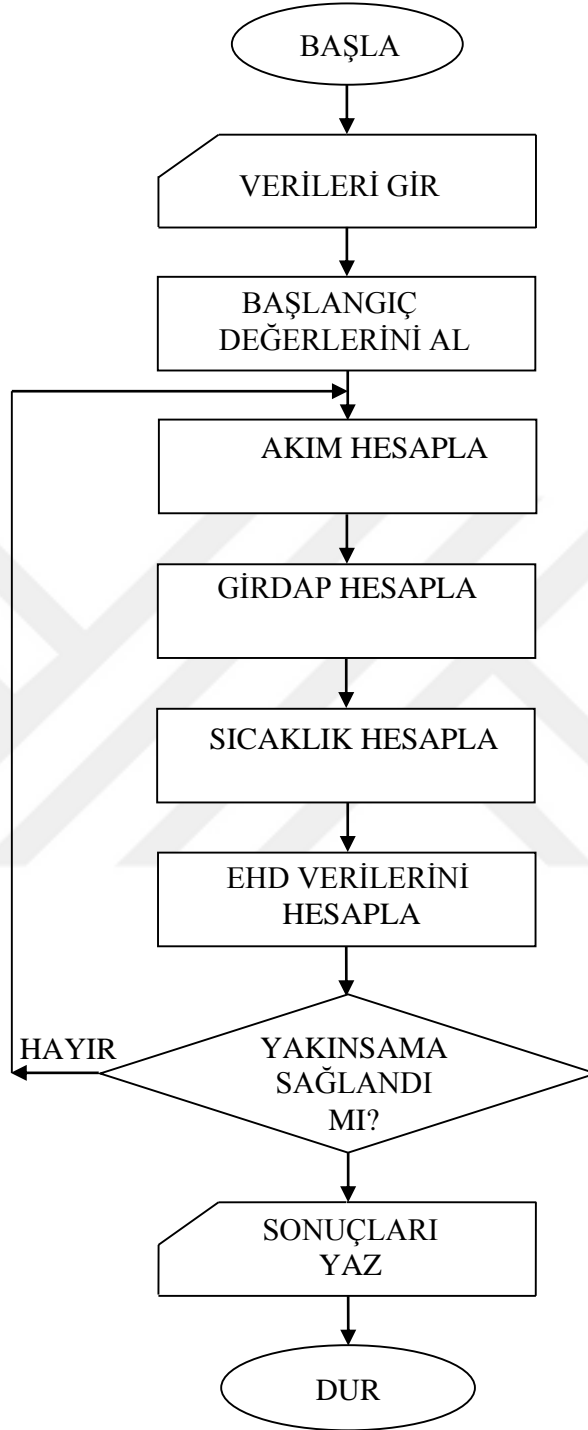 BAŞLA
VERİLERİ GİR
BAŞLANGIÇ
DEĞERLERİNİ AL
AKIM HESAPLA
GİRDAP HESAPLA
SICAKLIK HESAPLA
EHD VERİLERİNİ
HESAPLA
HAYIR
YAKINSAMA
SAĞLANDI
MI?
SONUÇLARI
YAZ
DUR